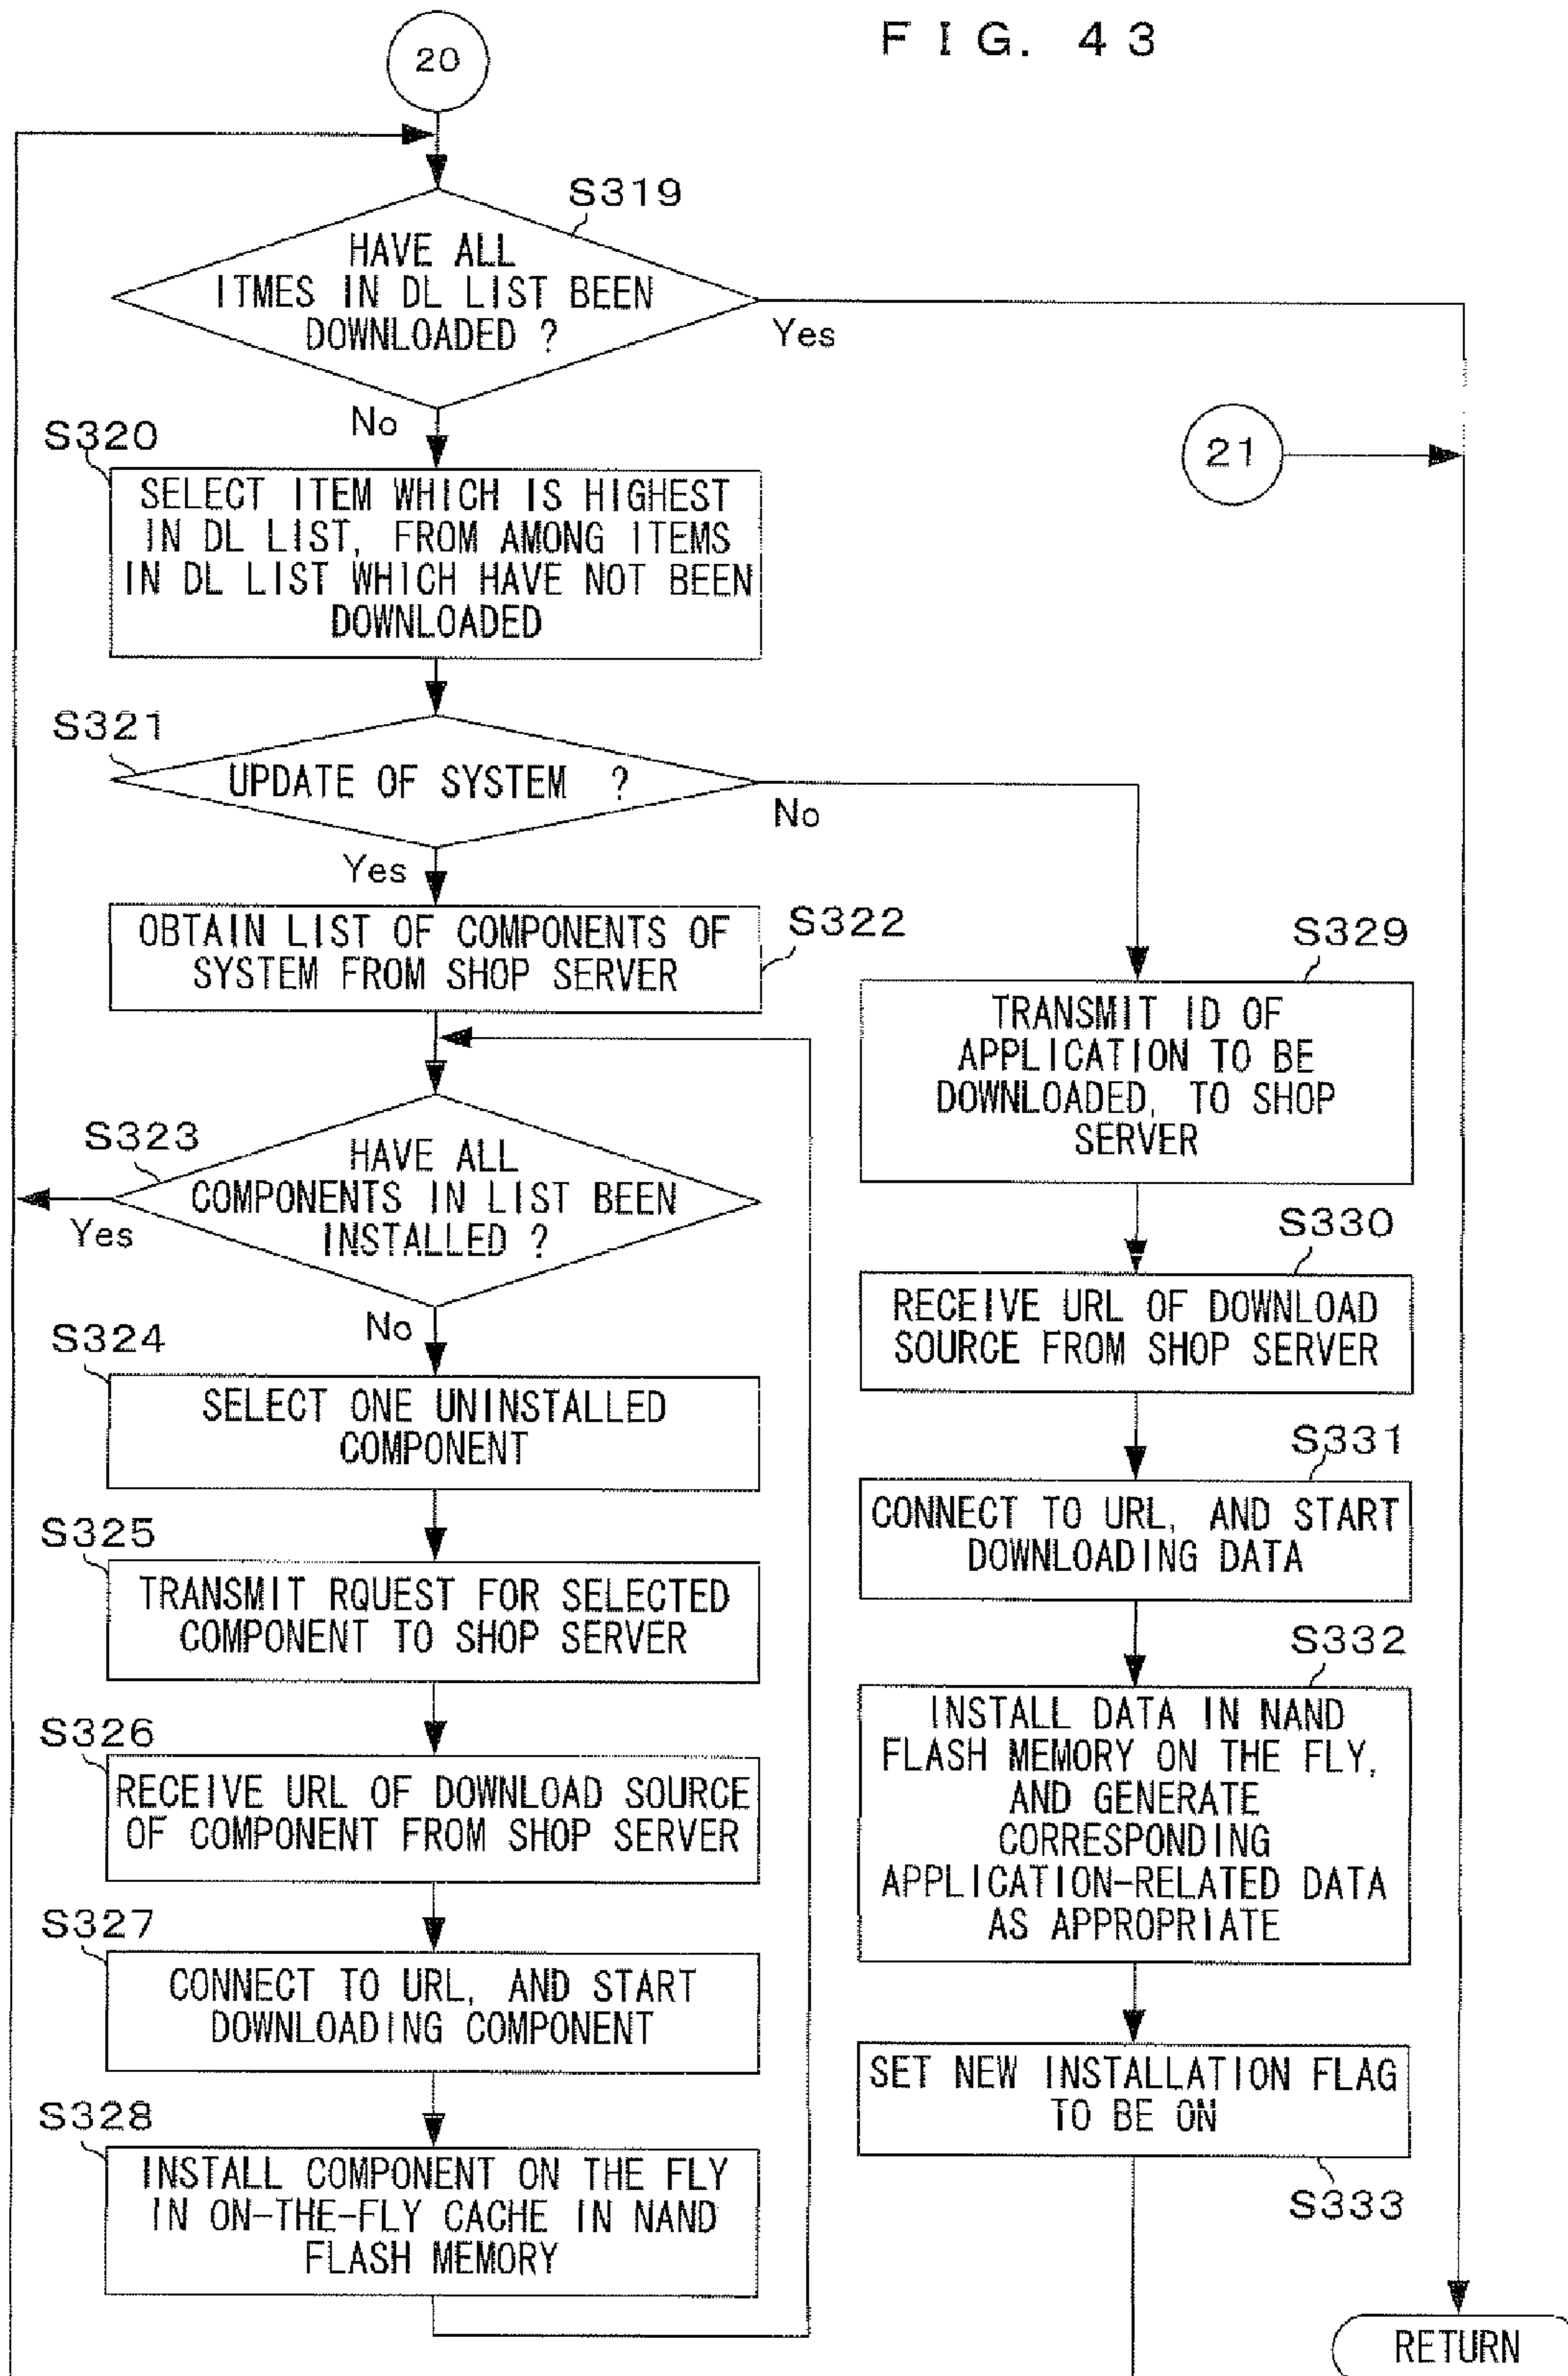 FIG. 43
20
S319
HAVE ALL
ITMES IN DL LIST BEEN
DOWNLOADED ?
Yes
No
21
S320
SELECT ITEM WHICH IS HIGHEST
IN DL LIST, FROM AMONG ITEMS
IN DL LIST WHICH HAVE NOT BEEN
DOWNLOADED
S321
UPDATE OF SYSTEM ?
No
Yes
S322
OBTAIN LIST OF COMPONENTS OF
SYSTEM FROM SHOP SERVER
S323
HAVE ALL
COMPONENTS IN LIST BEEN
INSTALLED ?
Yes
No
S324
SELECT ONE UNINSTALLED
COMPONENT
S325
TRANSMIT RQUEST FOR SELECTED
COMPONENT TO SHOP SERVER
S326
RECEIVE URL OF DOWNLOAD SOURCE
OF COMPONENT FROM SHOP SERVER
S327
CONNECT TO URL, AND START
DOWNLOADING COMPONENT
S328
INSTALL COMPONENT ON THE FLY
IN ON-THE-FLY CACHE IN NAND
FLASH MEMORY
S329
TRANSMIT ID OF
APPLICATION TO BE
DOWNLOADED, TO SHOP
SERVER
S330
RECEIVE URL OF DOWNLOAD
SOURCE FROM SHOP SERVER
S331
CONNECT TO URL, AND START
DOWNLOADING DATA
S332
INSTALL DATA IN NAND
FLASH MEMORY ON THE FLY,
AND GENERATE
CORRESPONDING
APPLICATION-RELATED DATA
AS APPROPRIATE
SET NEW INSTALLATION FLAG
TO BE ON
S333
RETURN